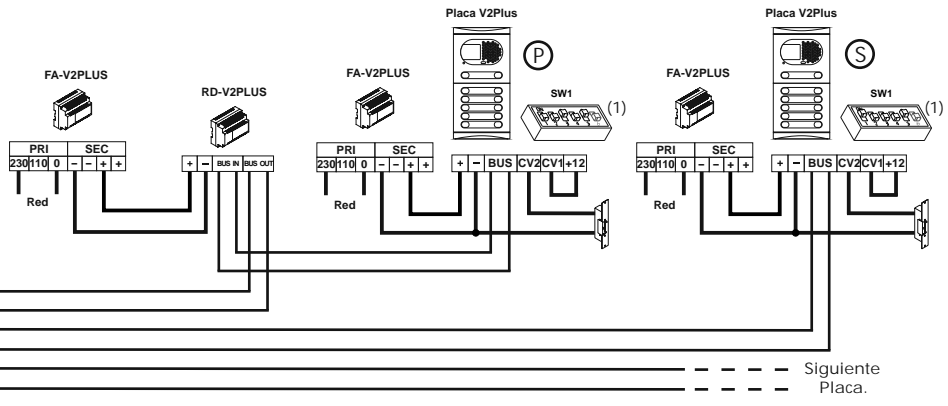 Placa V2Plus
Placa V2Plus
P
S
FA-V2PLUS
RD-V2PLUS
FA-V2PLUS
SW1
(1)
FA-V2PLUS
SW1
(1)
PRI SEC
230 110 0 – – + +
Red
+ – BUS IN BUS OUT
PRI SEC
230 110 0 – – + +
Red
+ – BUS CV2 CV1 +12
PRI SEC
230 110 0 – – + +
Red
+ – BUS CV2 CV1 +12
Siguiente
Placa.